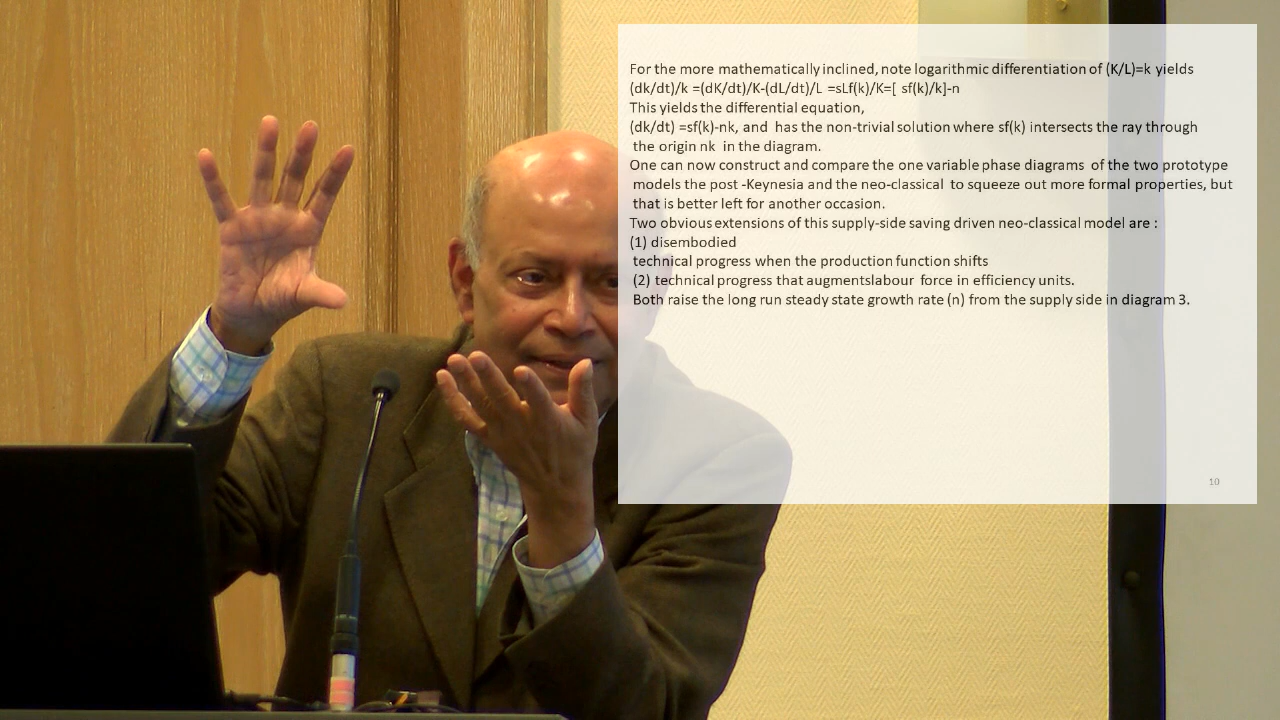 For the more mathematically inclined, note logarithmic differentiation of (K/L)=k yields
(dk/dt)/k =(dK/dt)/K-(dL/dt)/L =sLf(k)/K=[ sf(k)/k]-n
This yields the differential equation,
(dk/dt) =sf(k)-nk, and has the non-trivial solution where sf(k) intersects the ray through
the origin nk in the diagram.
One can now construct and compare the one variable phase diagrams of the two prototype
models the post -Keynesia and the neo-classical to squeeze out more formal properties, but
that is better left for another occasion.
Two obvious extensions of this supply-side saving driven neo-classical model are :
(1) disembodied
technical progress when the production function shifts
(2) technical progress that augmentslabour force in efficiency units.
Both raise the long run steady state growth rate (n) from the supply side in diagram 3.
10